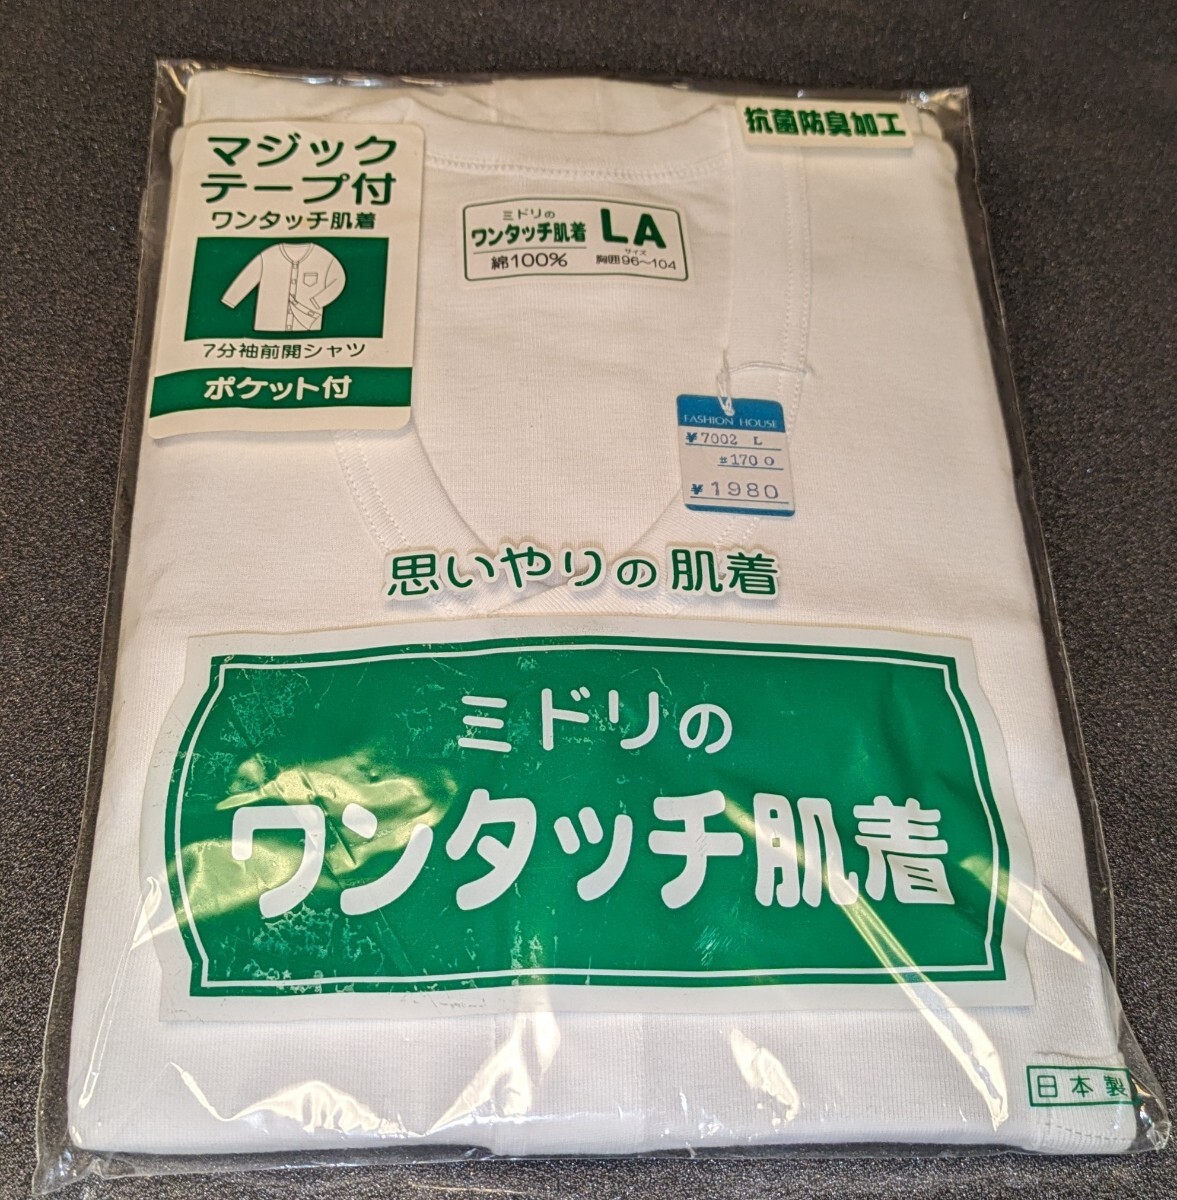 マジック
テープ付
ワンタッチ肌着
7分袖前開シャツ
ポケット付
抗菌防臭加工
ミドリの
ワンタッチ肌着
綿100%
LA
サイズ
胸囲96～104
FASHION HOUSE
¥7002 L
#170 0
¥1980
思いやりの肌着
ミドリの
ワンタッチ肌着
日本製